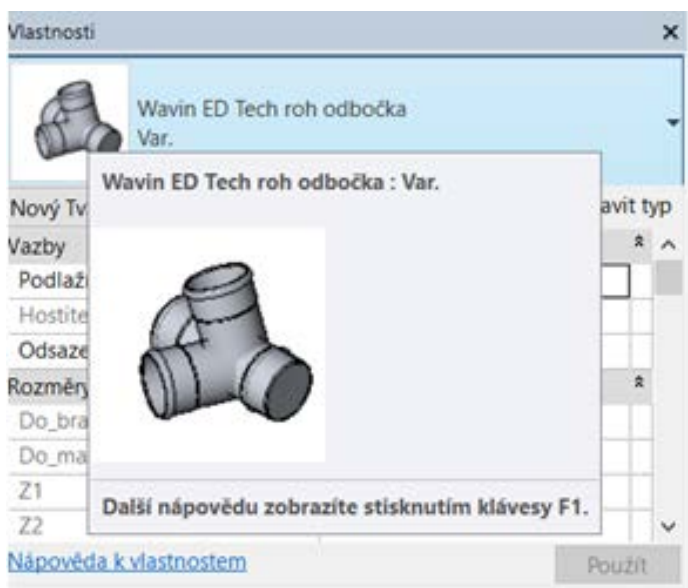 Vlastnosti
Wavin ED Tech roh odbočka
Var.
Wavin ED Tech roh odbočka : Var.
Nový Tv avit typ
Vazby
Podlaži
Hostite
Odsaze
Rozměry
Do_bra
Do_ma
Z1
Z2
Další nápovědu zobrazíte stisknutím klávesy F1.
Nápověda k vlastnostem Použít